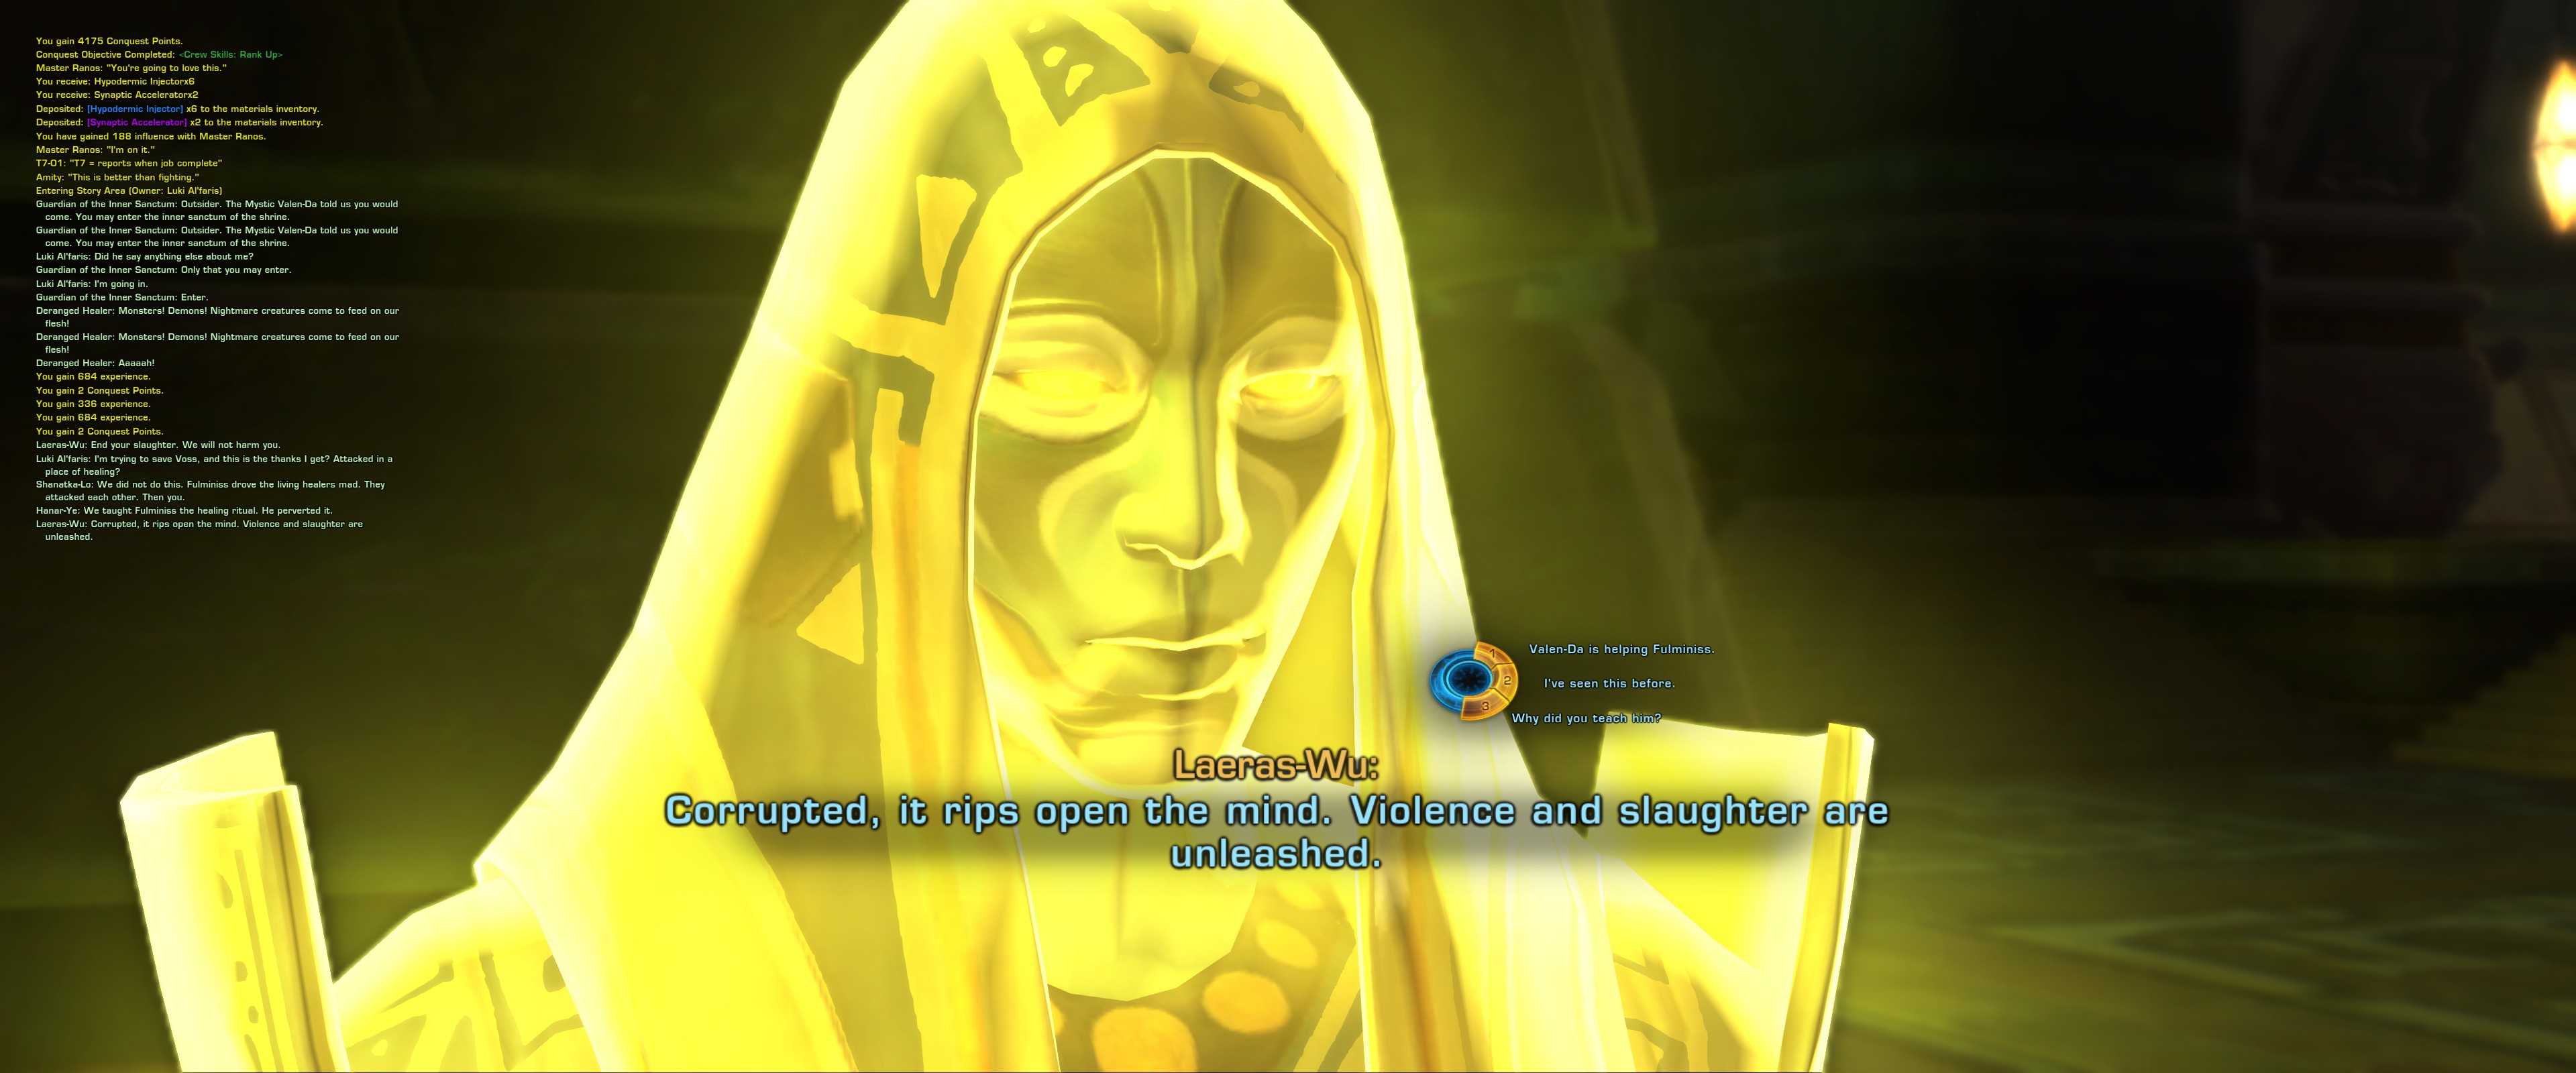 You gain 4175 Conquest Points.
Conquest Objective Completed: <Crew Skills: Rank Up>
Master Ranos: "You're going to love this."
You receive: Hypodermic Injectorx6
You receive: Synaptic Acceleratorx2
Deposited: [Hypodermic Injector] x6 to the materials inventory.
Deposited: [Synaptic Accelerator] x2 to the materials inventory.
You have gained 188 influence with Master Ranos.
Master Ranos: "I'm on it."
T7-01: "T7 = reports when job complete"
Amity: "This is better than fighting."
Entering Story Area (Owner: Luki Al'faris)
Guardian of the Inner Sanctum: Outsider. The Mystic Valen-Da told us you would
come. You may enter the inner sanctum of the shrine.
Guardian of the Inner Sanctum: Outsider. The Mystic Valen-Da told us you would
come. You may enter the inner sanctum of the shrine.
Luki Al'faris: Did he say anything else about me?
Guardian of the Inner Sanctum: Only that you may enter.
Luki Al'faris: I'm going in.
Guardian of the Inner Sanctum: Enter.
Deranged Healer: Monsters! Demons! Nightmare creatures come to feed on our
flesh!
Deranged Healer: Monsters! Demons! Nightmare creatures come to feed on our
flesh!
Deranged Healer: Aaaaah!
You gain 684 experience.
You gain 2 Conquest Points.
You gain 336 experience.
You gain 684 experience.
You gain 2 Conquest Points.
Laeras-Wu: End your slaughter. We will not harm you.
Luki Al'faris: I'm trying to save Voss, and this is the thanks I get? Attacked in a
place of healing?
Shanatka-Lo: We did not do this. Fulminiss drove the living healers mad. They
attacked each other. Then you.
Hanar-Ye: We taught Fulminiss the healing ritual. He perverted it.
Laeras-Wu: Corrupted, it rips open the mind. Violence and slaughter are
unleashed.
1 Valen-Da is helping Fulminiss.
2 I've seen this before.
3 Why did you teach him?
Laeras-Wu:
Corrupted, it rips open the mind. Violence and slaughter are
unleashed.